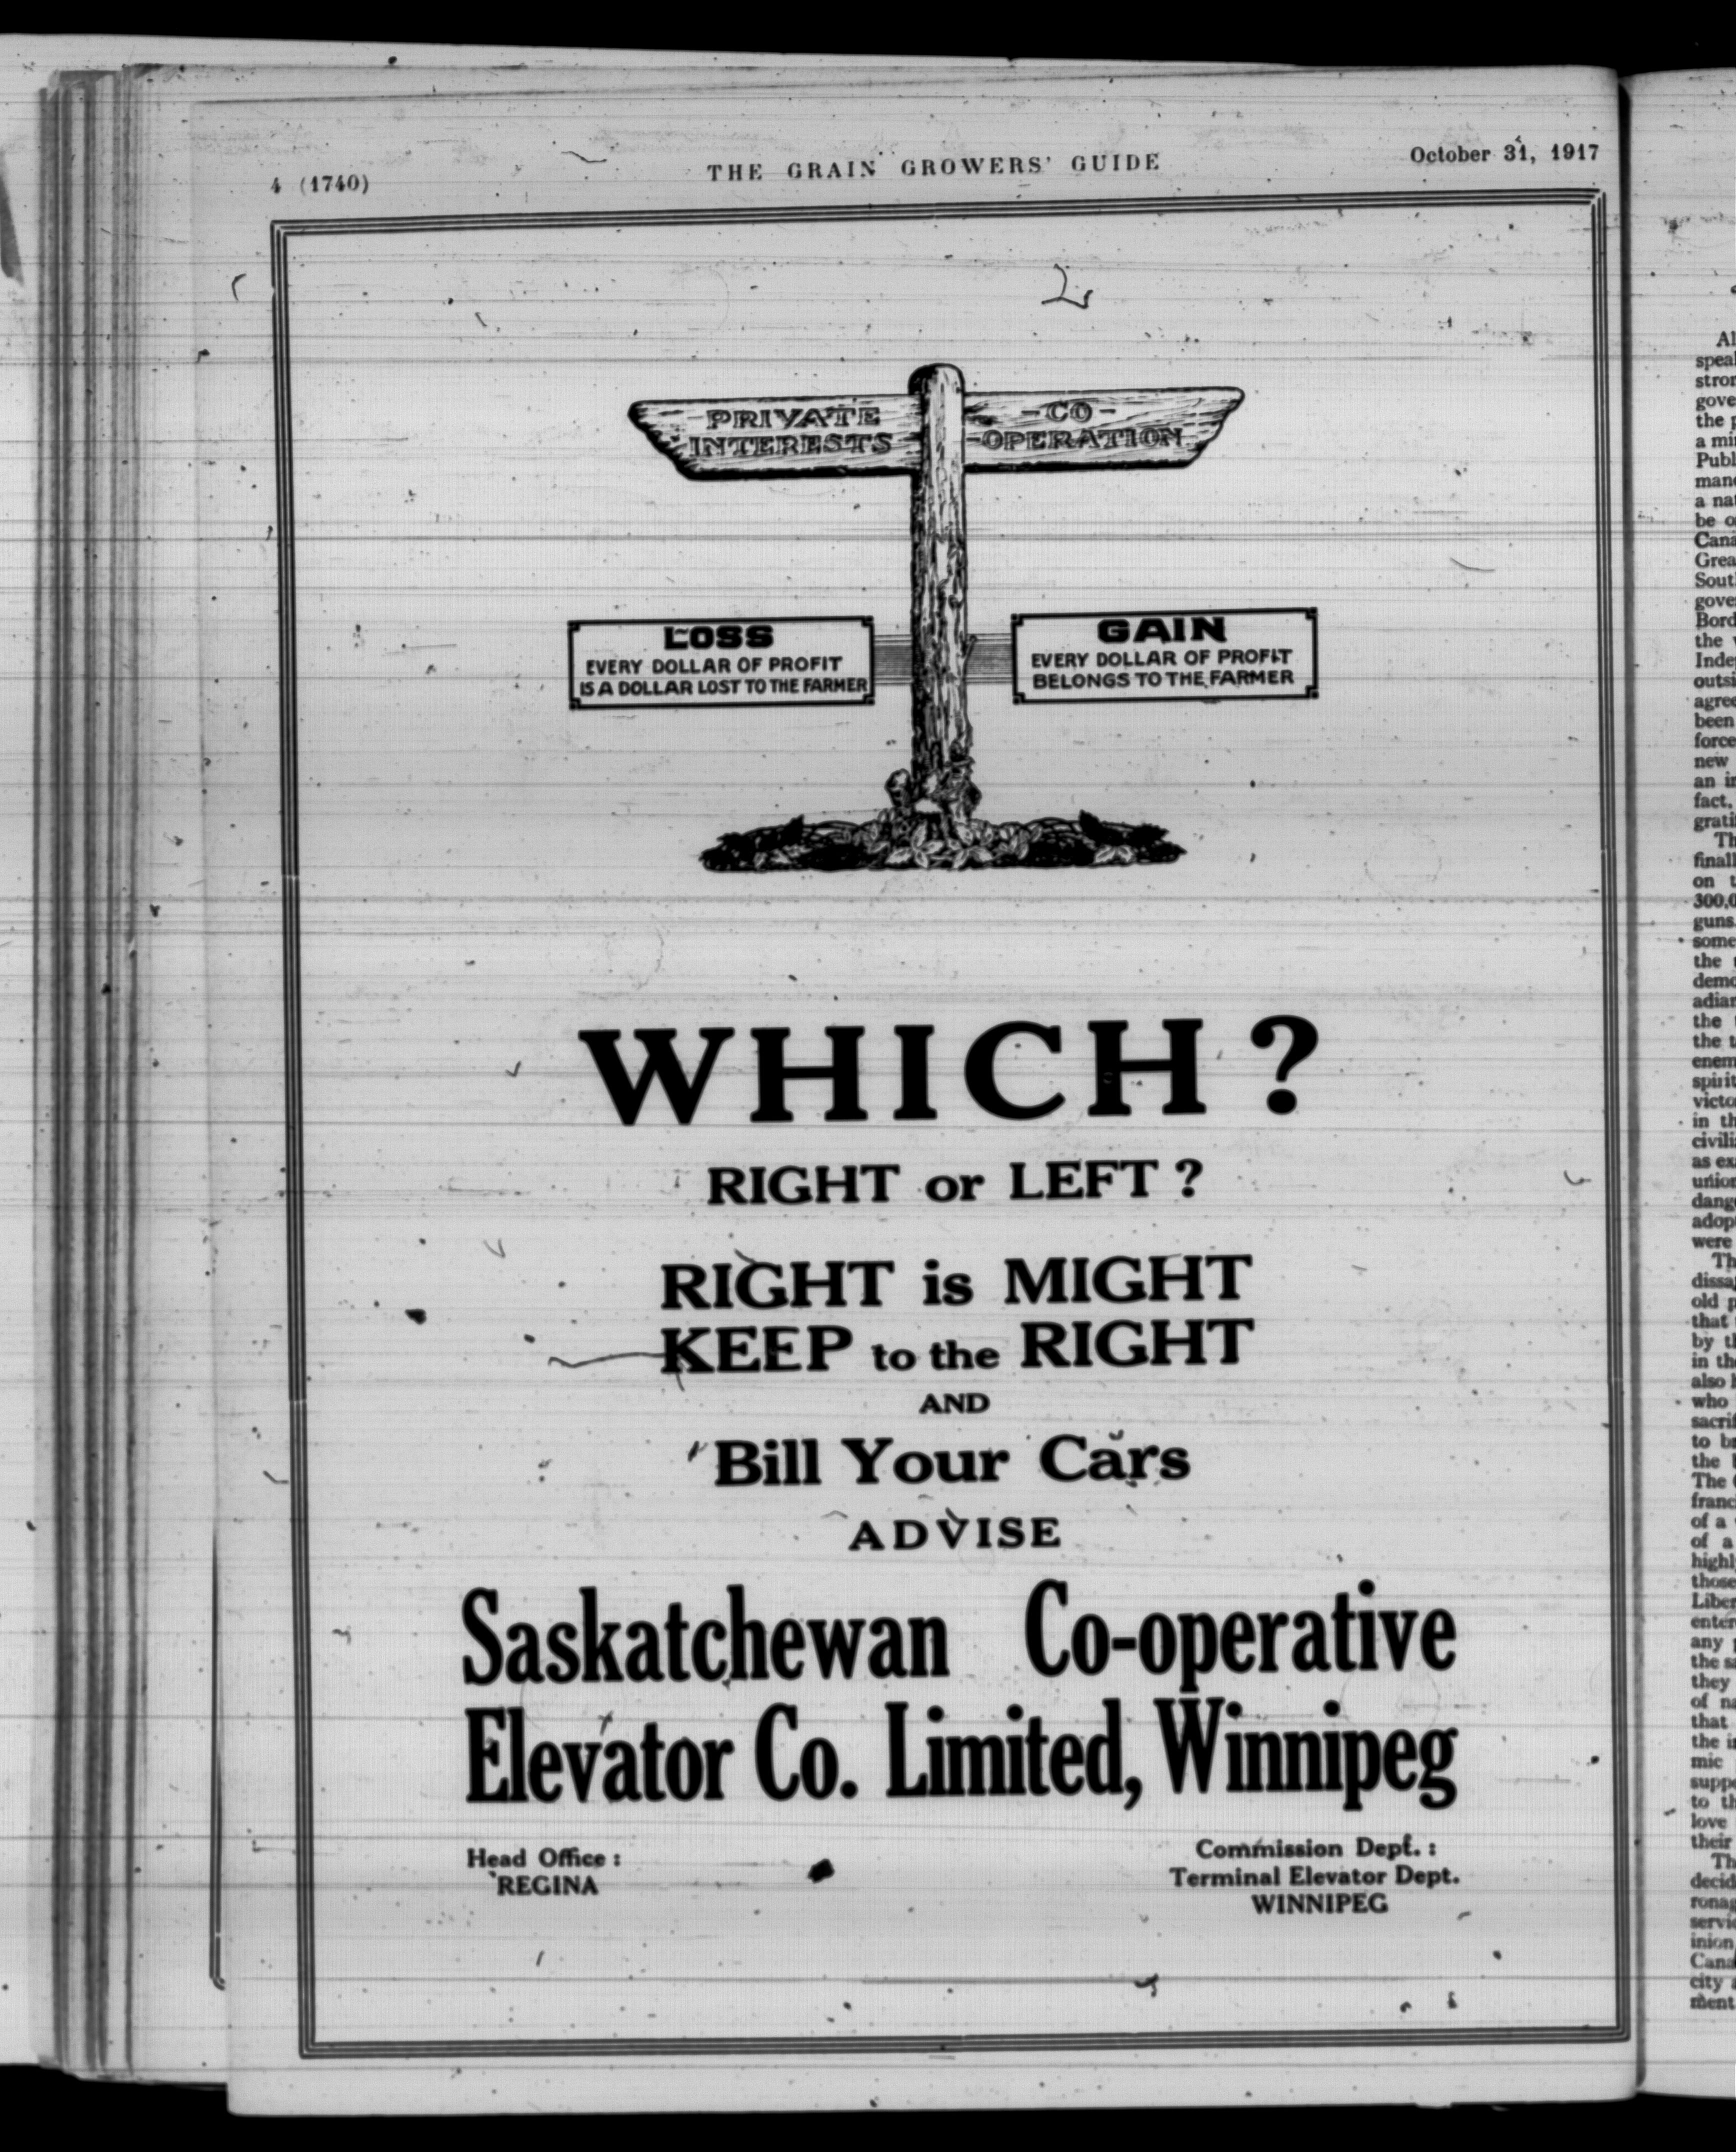 4 (1740)
THE GRAIN GROWERS' GUIDE
October 31, 1917
PRIVATE
INTERESTS
-CO-
-OPERATION
LOSS
EVERY DOLLAR OF PROFIT
IS A DOLLAR LOST TO THE FARMER
GAIN
EVERY DOLLAR OF PROFIT
BELONGS TO THE FARMER
WHICH?
RIGHT or LEFT?
RIGHT is MIGHT
KEEP to the RIGHT
AND
Bill Your Cars
ADVISE
Saskatchewan Co-operative
Elevator Co. Limited, Winnipeg
Head Office:
REGINA
Commission Dept.:
Terminal Elevator Dept.
WINNIPEG